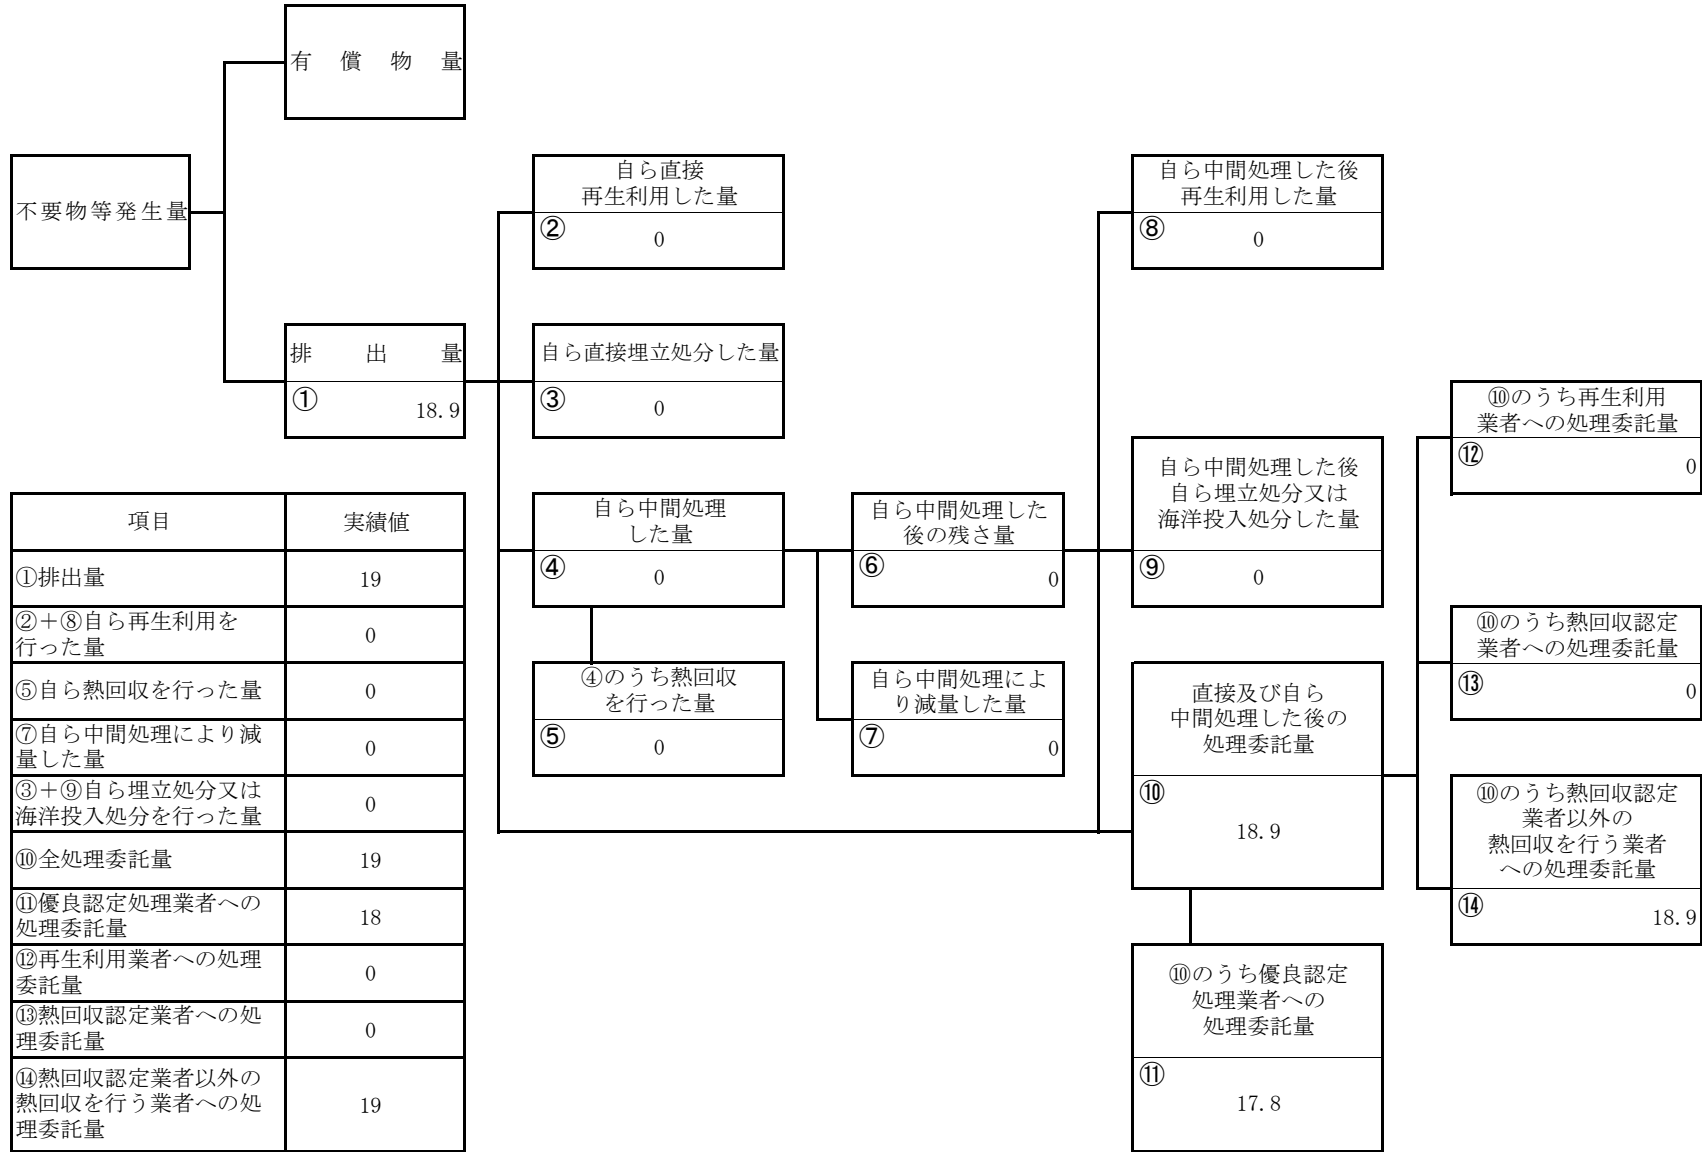 有償物量
不要物等発生量
排出量
①
18.9
自ら直接
再生利用した量
②
0
自ら直接埋立処分した量
③
0
自ら中間処理
した量
④
0
④のうち熱回収
を行った量
⑤
0
自ら中間処理した
後の残さ量
⑥
0
自ら中間処理によ
り減量した量
⑦
0
自ら中間処理した後
再生利用した量
⑧
0
自ら中間処理した後
自ら埋立処分又は
海洋投入処分した量
⑨
0
直接及び自ら
中間処理した後の
処理委託量
⑩
18.9
⑩のうち優良認定
処理業者への
処理委託量
⑪
17.8
⑩のうち再生利用
業者への処理委託量
⑫
0
⑩のうち熱回収認定
業者への処理委託量
⑬
0
⑩のうち熱回収認定
業者以外の
熱回収を行う業者
への処理委託量
⑭
18.9
項目 実績値
①排出量 19
②＋⑧自ら再生利用を
行った量 0
⑤自ら熱回収を行った量 0
⑦自ら中間処理により減
量した量 0
③＋⑨自ら埋立処分又は
海洋投入処分を行った量 0
⑩全処理委託量 19
⑪優良認定処理業者への
処理委託量 18
⑫再生利用業者への処理
委託量 0
⑬熱回収認定業者への処
理委託量 0
⑭熱回収認定業者以外の
熱回収を行う業者への処
理委託量 19